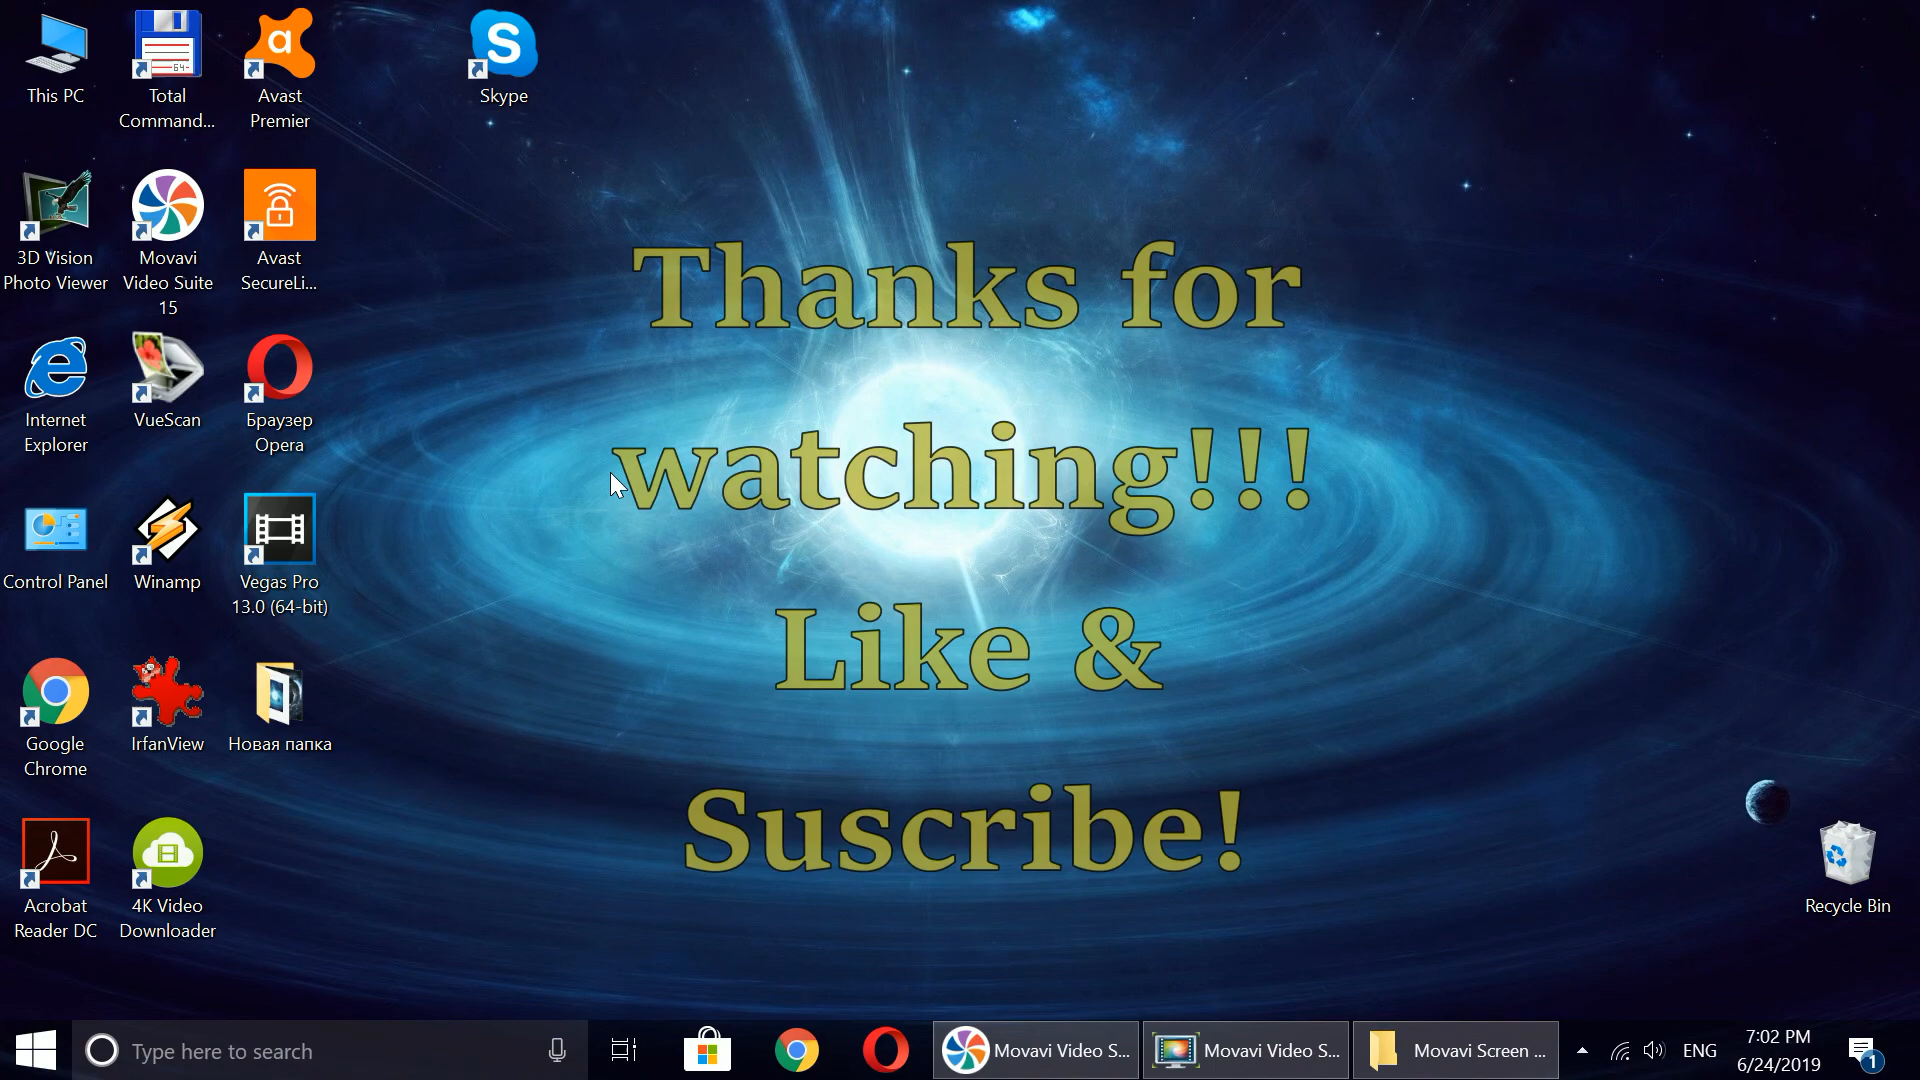 This PC
Total
Command...
Avast
Premier
Skype
3D Vision
Photo Viewer
Movavi
Video Suite
15
Avast
SecureLi...
Internet
Explorer
VueScan
Браузер
Opera
Control Panel
Winamp
Vegas Pro
13.0 (64-bit)
Google
Chrome
IrfanView
Новая папка
Acrobat
Reader DC
4K Video
Downloader
Recycle Bin
Thanks for
watching!!!
Like &
Suscribe!
Type here to search
Movavi Video S...
Movavi Video S...
Movavi Screen ...
ENG
7:02 PM
6/24/2019
1